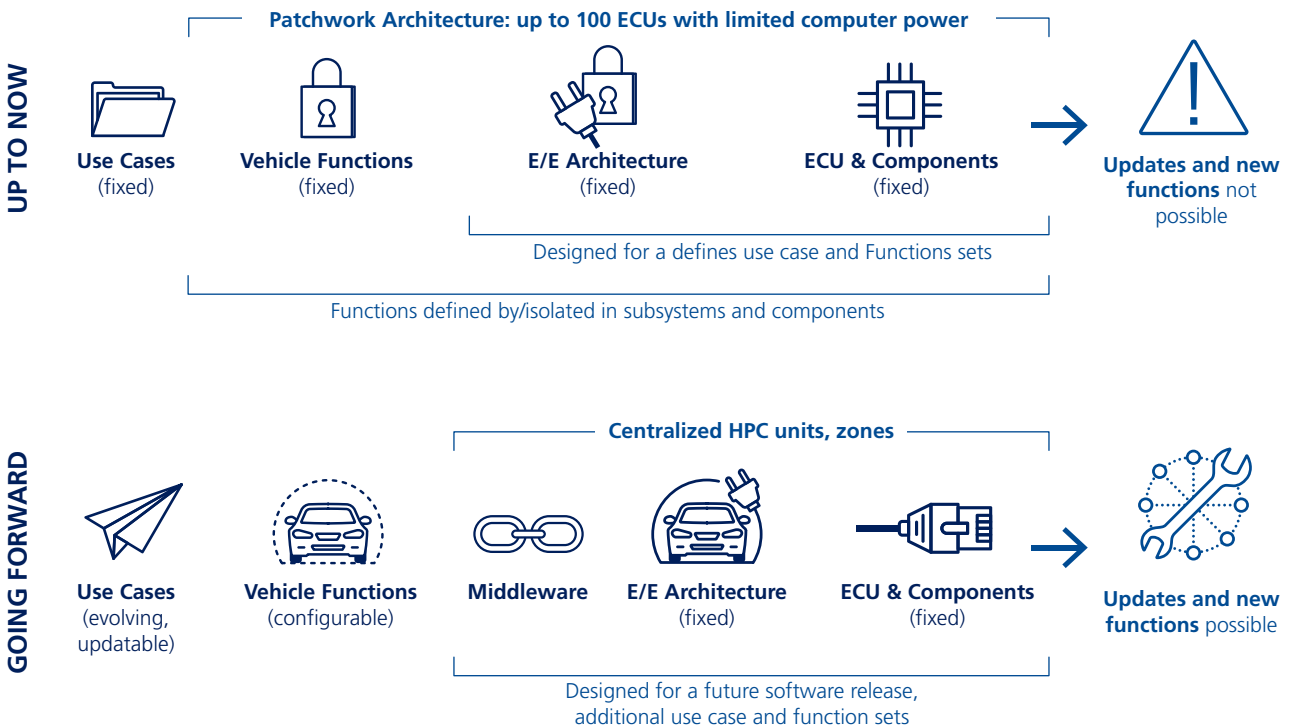 Patchwork Architecture: up to 100 ECUs with limited computer power
UP TO NOW
Use Cases
(fixed)
Vehicle Functions
(fixed)
E/E Architecture
(fixed)
ECU & Components
(fixed)
Updates and new
functions not
possible
Designed for a defines use case and Functions sets
Functions defined by/isolated in subsystems and components
Centralized HPC units, zones
GOING FORWARD
Use Cases
(evolving,
updatable)
Vehicle Functions
(configurable)
Middleware
E/E Architecture
(fixed)
ECU & Components
(fixed)
Updates and new
functions possible
Designed for a future software release,
additional use case and function sets